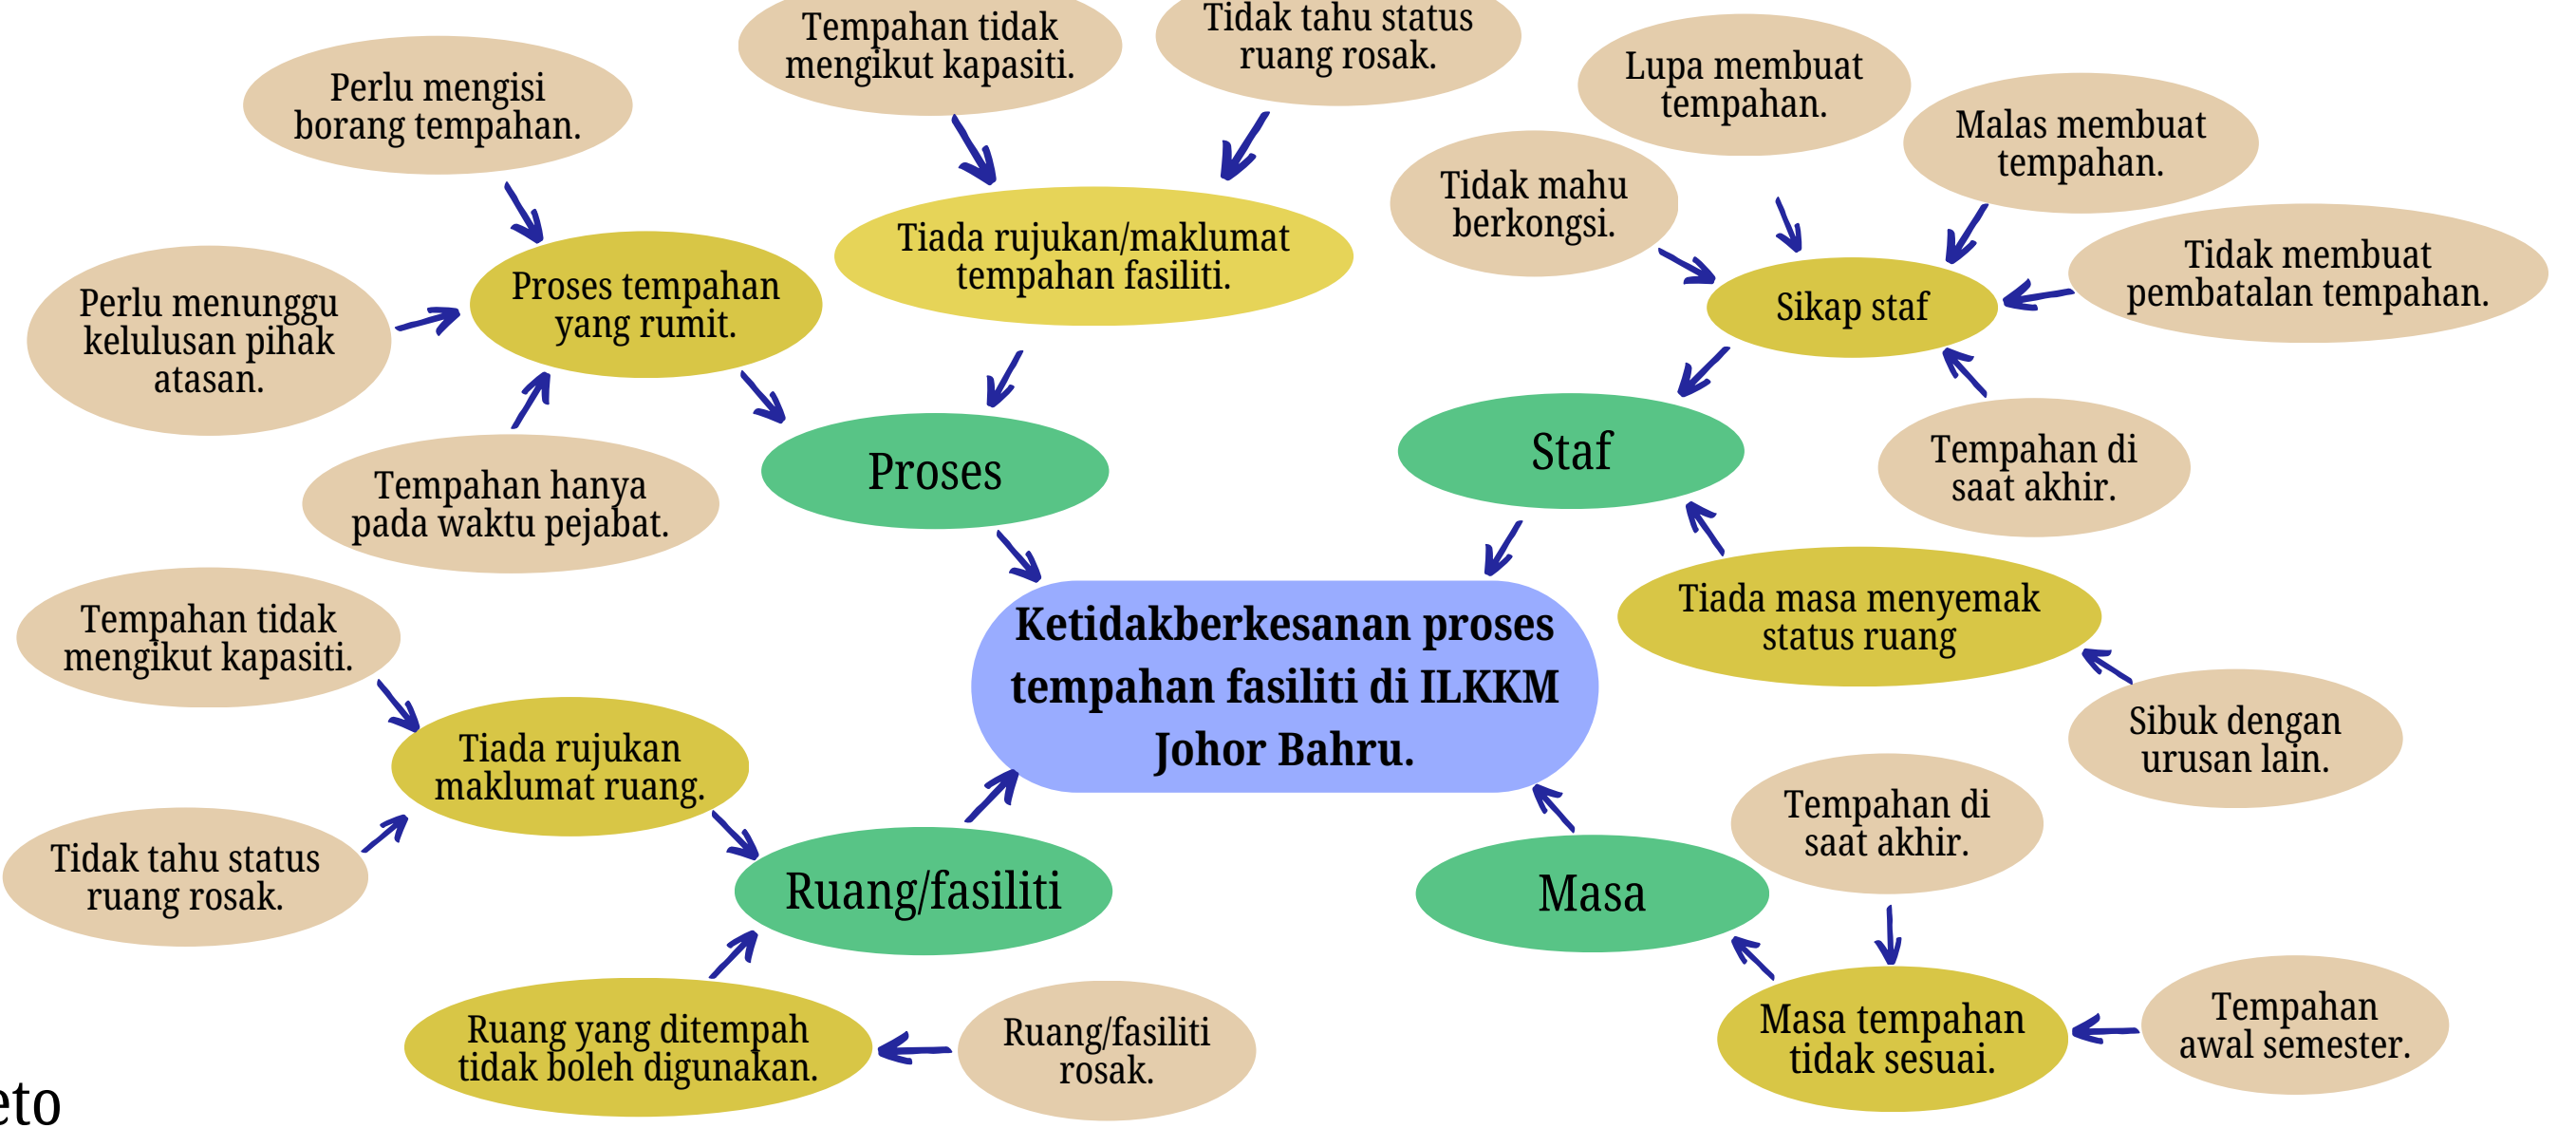 Tempahan tidak
mengikut kapasiti.
Tidak tahu status
ruang rosak.
Lupa membuat
tempahan.
Perlu mengisi
borang tempahan.
Malas membuat
tempahan.
Tidak mahu
berkongsi.
Tiada rujukan/maklumat
tempahan fasiliti.
Tidak membuat
pembatalan tempahan.
Proses tempahan
yang rumit.
Perlu menunggu
kelulusan pihak
atasan.
Sikap staf
Proses
Staf
Tempahan di
saat akhir.
Tempahan hanya
pada waktu pejabat.
Tempahan tidak
mengikut kapasiti.
Ketidakberkesanan proses
tempahan fasiliti di ILKKM
Johor Bahru.
Tiada masa menyemak
status ruang
Sibuk dengan
urusan lain.
Tiada rujukan
maklumat ruang.
Tempahan di
saat akhir.
Tidak tahu status
ruang rosak.
Ruang/fasiliti
Masa
Ruang yang ditempah
tidak boleh digunakan.
Ruang/fasiliti
rosak.
Masa tempahan
tidak sesuai.
Tempahan
awal semester.
eto